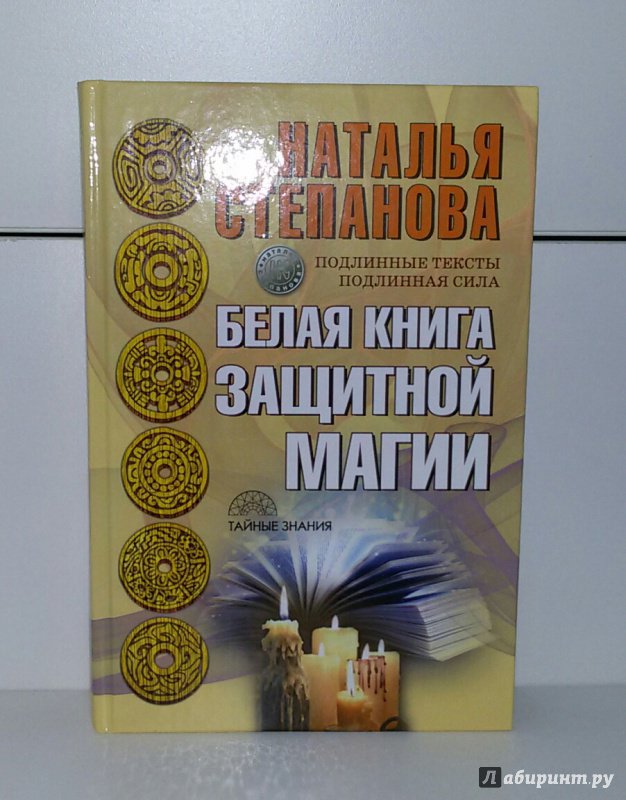 НАТАЛЬЯ
СТЕПАНОВА
ПОДЛИННЫЕ ТЕКСТЫ
ПОДЛИННАЯ СИЛА
БЕЛАЯ КНИГА
ЗАЩИТНОЙ
МАГИИ
ТАЙНЫЕ ЗНАНИЯ
Лабиринт.ру